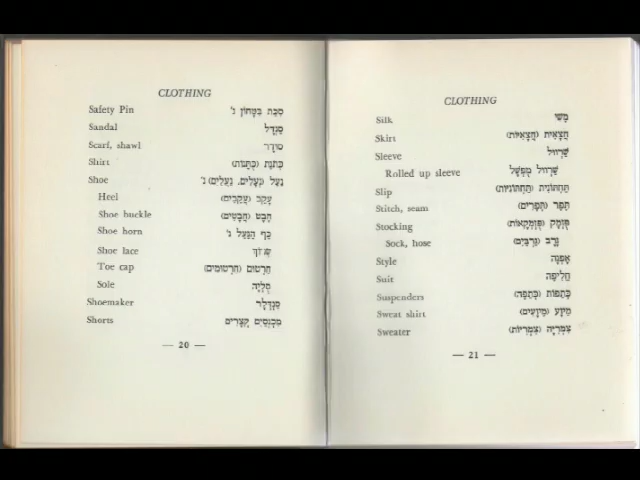 CLOTHING
Safety Pin סִכַּת בִּטָּחוֹן נ׳
Sandal סַנְדָּל
Scarf, shawl סוּדָר
Shirt כֻּתֹּנֶת (כֻּתֳּנוֹת)
Shoe נַעַל (נְעָלִים, נַעֲלַיִם) נ׳
Heel עָקֵב (עֲקֵבִים)
Shoe buckle
Shoe horn כַּף הַנַּעַל נ׳
Shoe lace שְׂרוֹךְ
Toe cap חַרְטוֹם (חַרְטוֹמִים)
Sole סֻלְיָה
Shoemaker סַנְדְּלָר
Shorts מִכְנָסַיִם קְצָרִים
— 20 —
CLOTHING
Silk מֶשִׁי
Skirt חֲצָאִית (חֲצָאִיּוֹת)
Sleeve שַׁרְווּל
Rolled up sleeve שַׁרְווּל מֻפְשָׁל
Slip תַּחְתּוֹנִית (תַּחְתּוֹנִיּוֹת)
Stitch, seam תֶּפֶר (תְּפָרִים)
Stocking פֻּזְמָק (פֻּזְמְקָאוֹת)
Sock, hose גֶּרֶב (גַּרְבַּיִם)
Style אָפְנָה
Suit חֲלִיפָה
Suspenders כְּתֵפוֹת (כְּתֵפָה)
Sweat shirt מֵיזָע (מֵיזָעִים)
Sweater צִמְרִיָּה (צִמְרִיּוֹת)
— 21 —